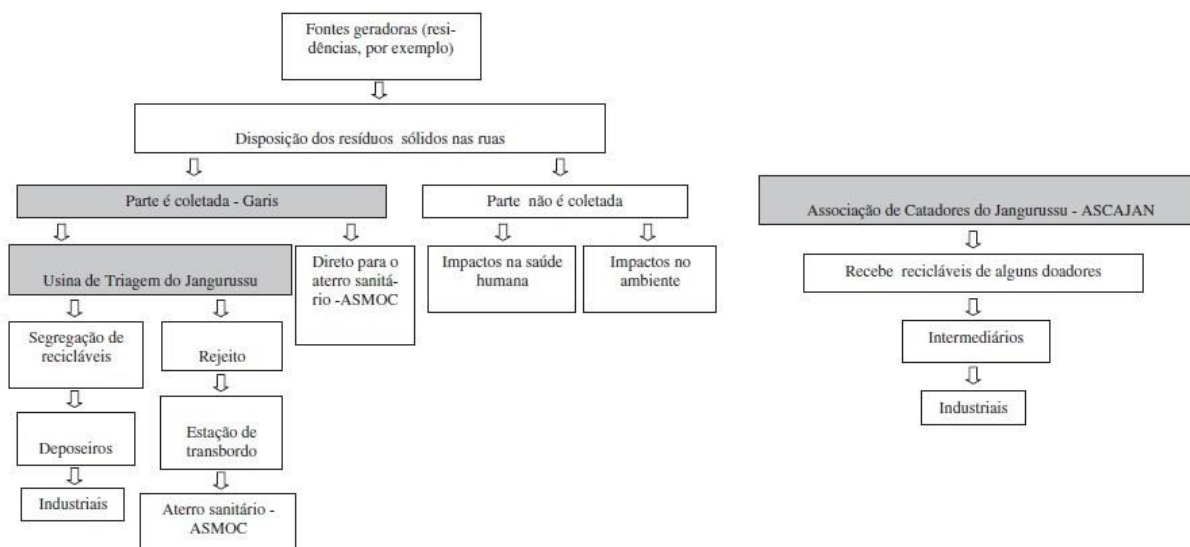 Fontes geradoras (resi-
dências, por exemplo)
Disposição dos resíduos sólidos nas ruas
Parte é coletada - Garis
Parte não é coletada
Usina de Triagem do Jangurussu
Direto para o
aterro sanitá-
rio -ASMOC
Impactos na saúde
humana
Impactos no
ambiente
Segregação de
recicláveis
Rejeito
Deposeiros
Estação de
transbordo
Industriais
Aterro sanitário -
ASMOC
Associação de Catadores do Jangurussu - ASCAJAN
Recebe recicláveis de alguns doadores
Intermediários
Industriais